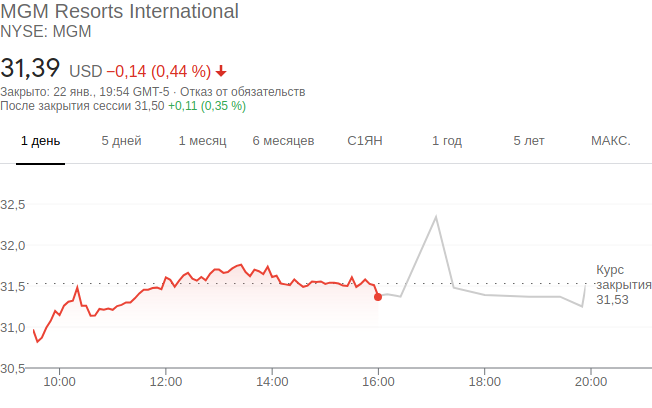 MGM Resorts International
NYSE: MGM
31,39 USD −0,14 (0,44 %)
Закрыто: 22 янв., 19:54 GMT-5 · Отказ от обязательств
После закрытия сессии 31,50 +0,11 (0,35 %)
1 день 5 дней 1 месяц 6 месяцев С1ЯН 1 год 5 лет МАКС.
32,5
32,0
31,5
31,0
30,5
Курс
закрытия
31,53
10:00 12:00 14:00 16:00 18:00 20:00